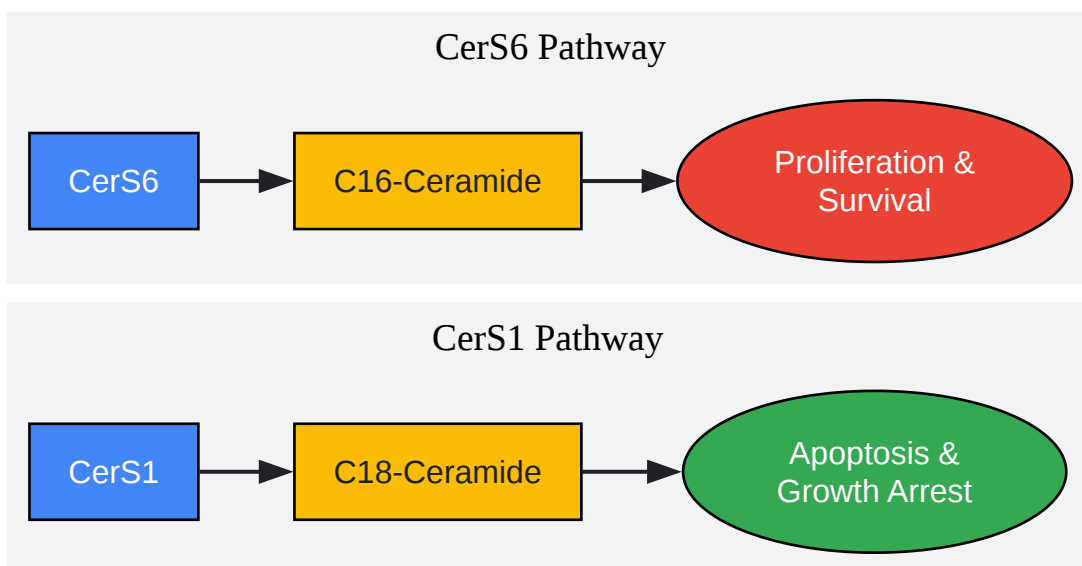 CerS6 Pathway
CerS6
C16-Ceramide
Proliferation &
Survival
CerS1 Pathway
CerS1
C18-Ceramide
Apoptosis &
Growth Arrest